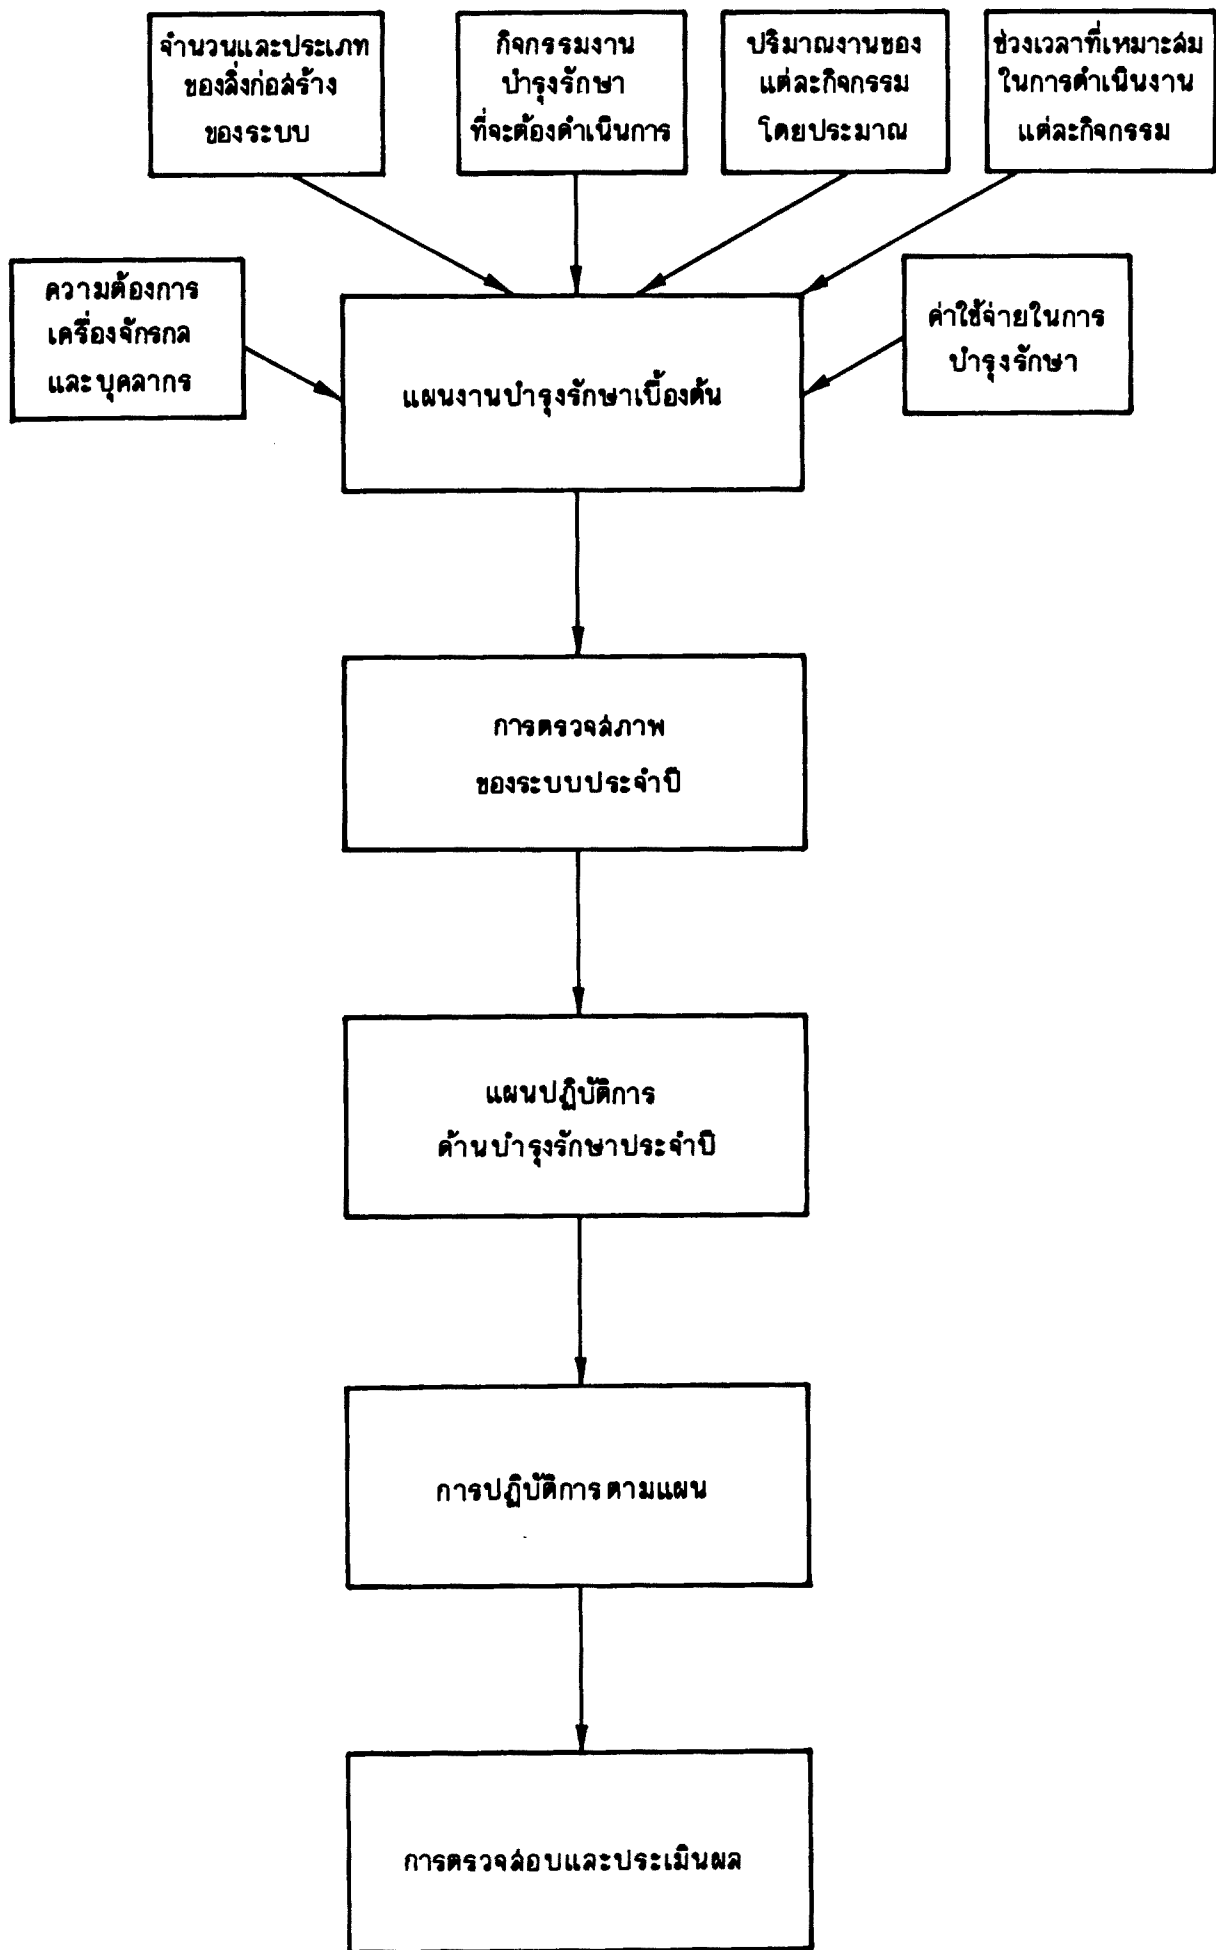 จำนวนและประเภท
ของสิ่งก่อสร้าง
ของระบบ
กิจกรรมงาน
บำรุงรักษา
ที่จะต้องดำเนินการ
ปริมาณงานของ
แต่ละกิจกรรม
โดยประมาณ
ช่วงเวลาที่เหมาะสม
ในการดำเนินงาน
แต่ละกิจกรรม
ความต้องการ
เครื่องจักรกล
และบุคลากร
แผนงานบำรุงรักษาเบื้องต้น
ค่าใช้จ่ายในการ
บำรุงรักษา
การตรวจสภาพ
ของระบบประจำปี
แผนปฏิบัติการ
ด้านบำรุงรักษาประจำปี
การปฏิบัติการตามแผน
การตรวจสอบและประเมินผล